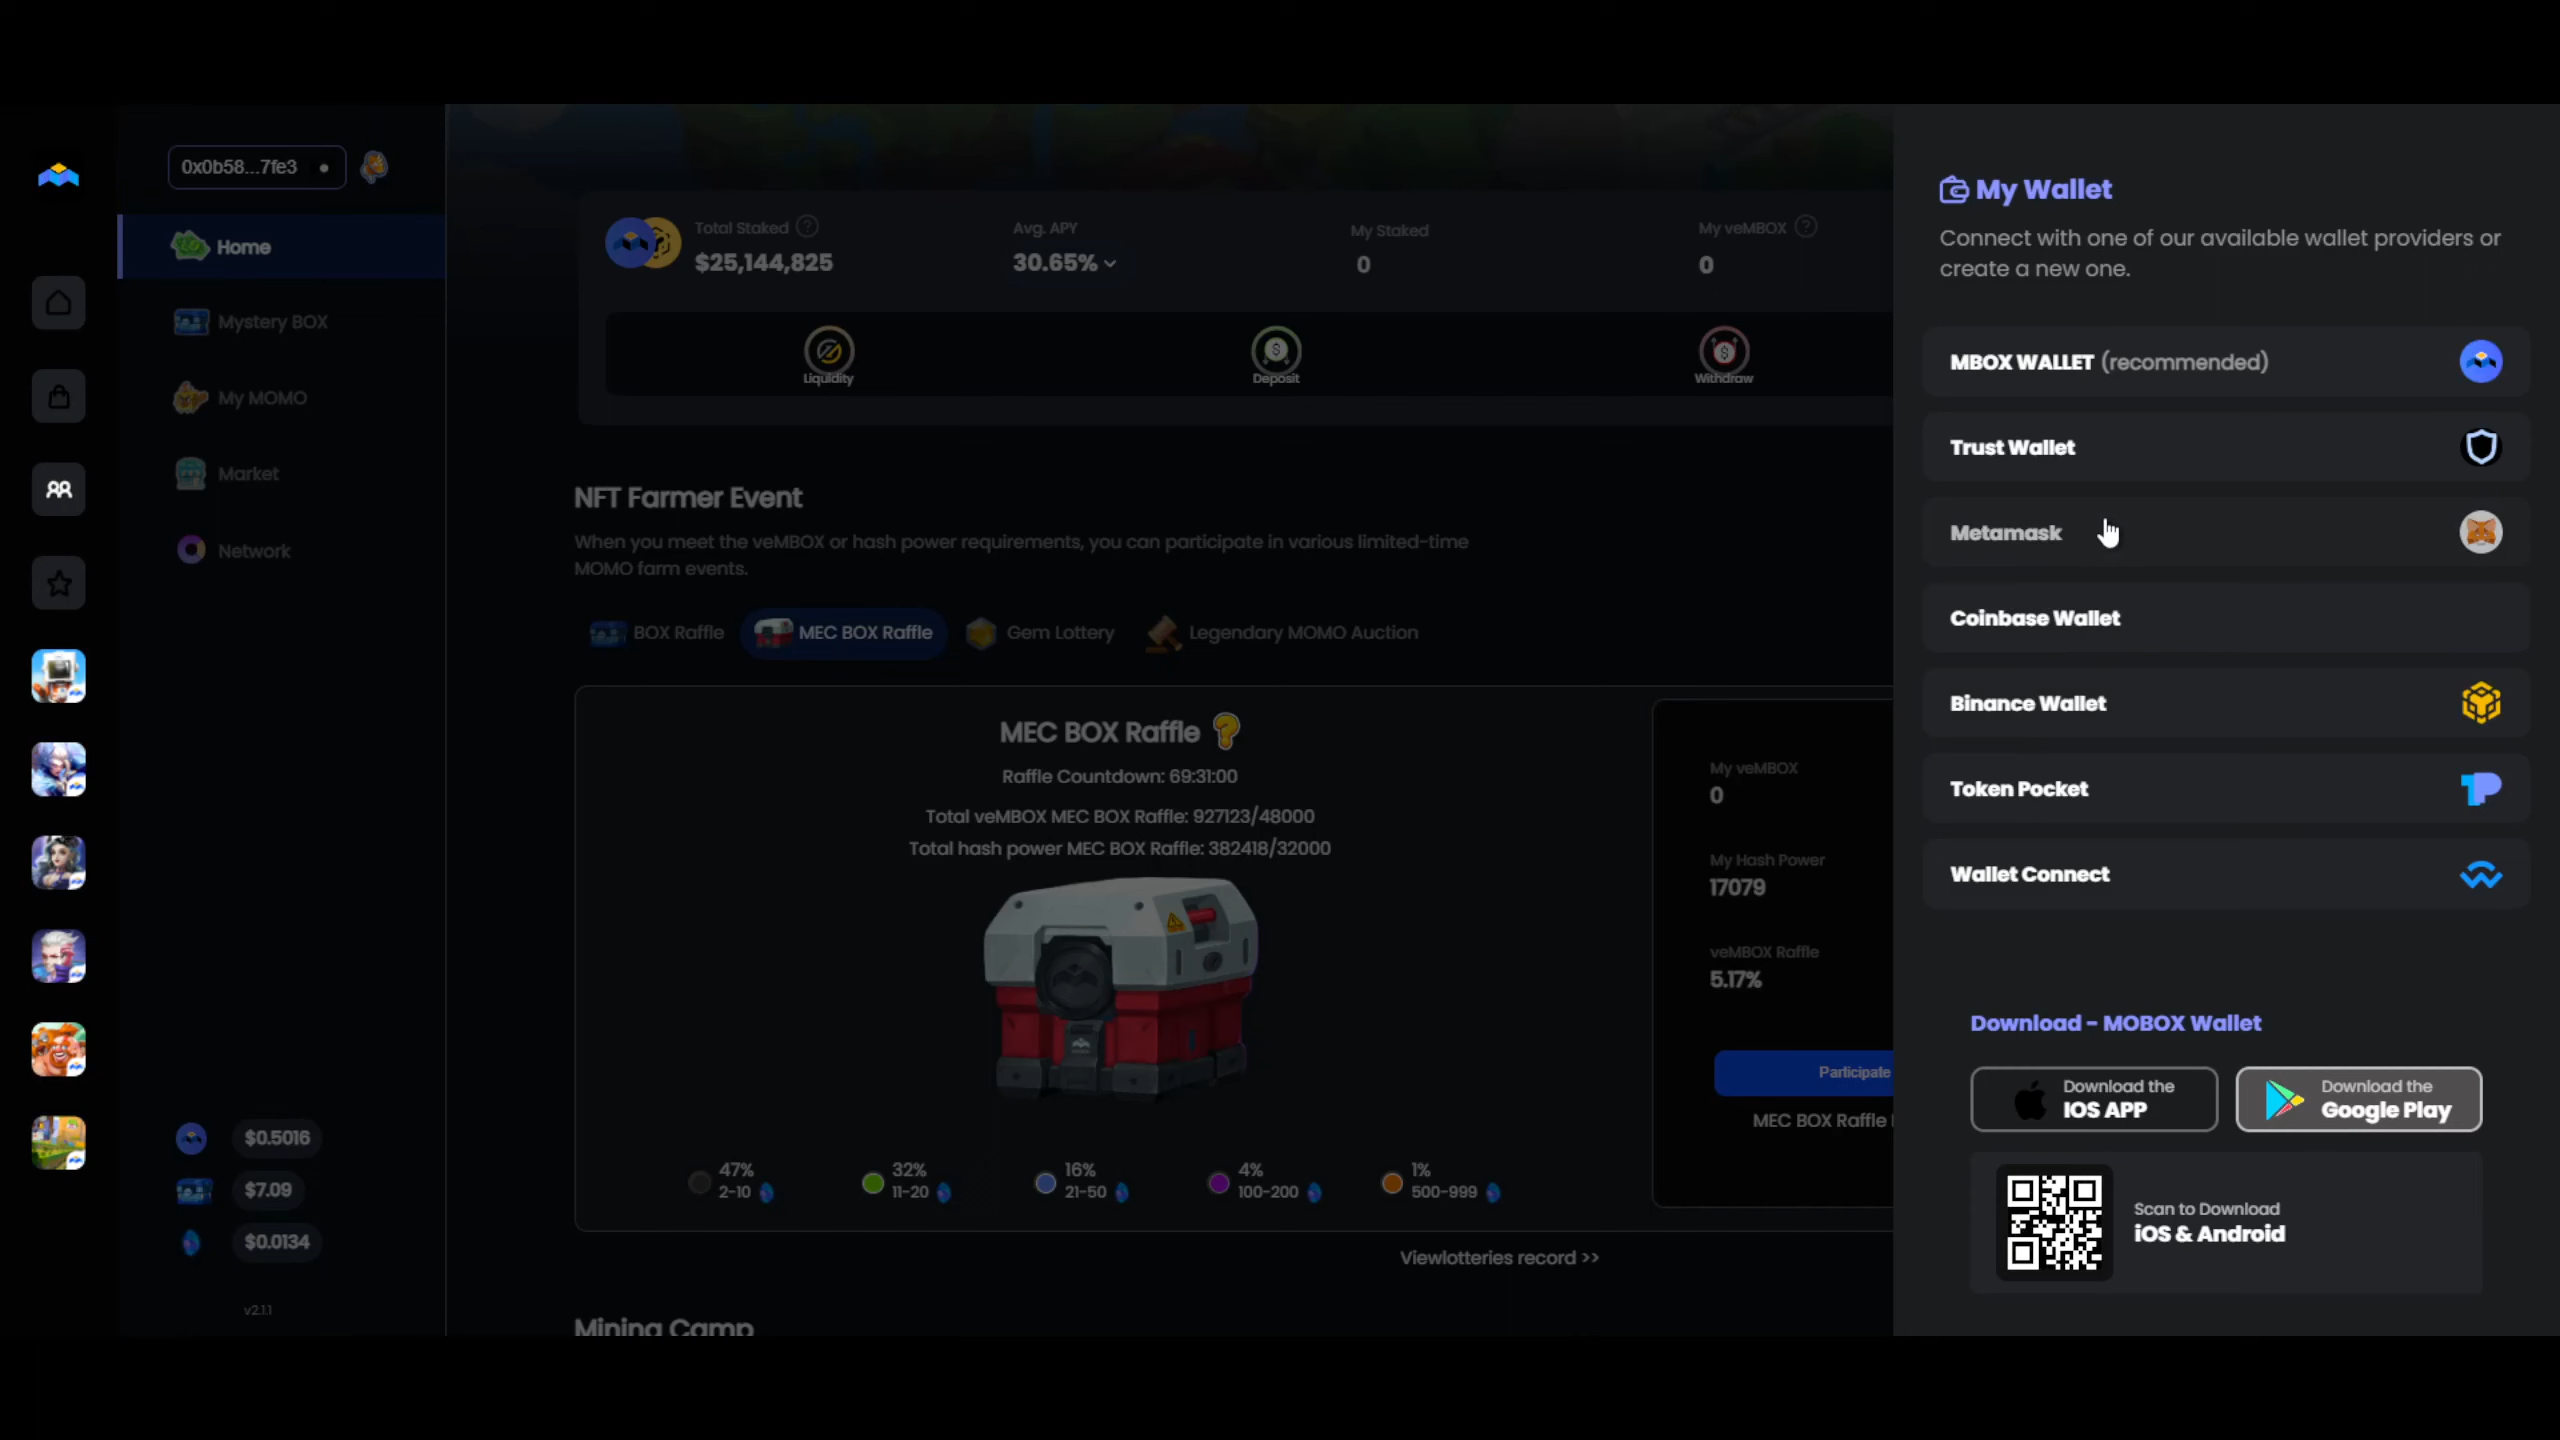 0x0b58...7fe3
Home
Mystery BOX
My MOMO
Market
Network
$0.5016
$7.09
$0.0134
v2.1.1
Total Staked
$25,144,825
Avg. APY
30.65%
My Staked
0
My veMBOX
0
Liquidity
Deposit
Withdraw
NFT Farmer Event
When you meet the veMBOX or hash power requirements, you can participate in various limited-time
MOMO farm events.
BOX Raffle
MEC BOX Raffle
Gem Lottery
Legendary MOMO Auction
MEC BOX Raffle
Raffle Countdown: 69:31:00
Total veMBOX MEC BOX Raffle: 927123/48000
Total hash power MEC BOX Raffle: 382418/32000
47%
2-10
32%
11-20
16%
21-50
4%
100-200
1%
500-999
My veMBOX
0
My Hash Power
17079
veMBOX Raffle
5.17%
Participate
MEC BOX Raffle
Viewlotteries record >>
Mining Camp
My Wallet
Connect with one of our available wallet providers or
create a new one.
MBOX WALLET (recommended)
Trust Wallet
Metamask
Coinbase Wallet
Binance Wallet
Token Pocket
Wallet Connect
Download - MOBOX Wallet
Download the
IOS APP
Download the
Google Play
Scan to Download
iOS & Android